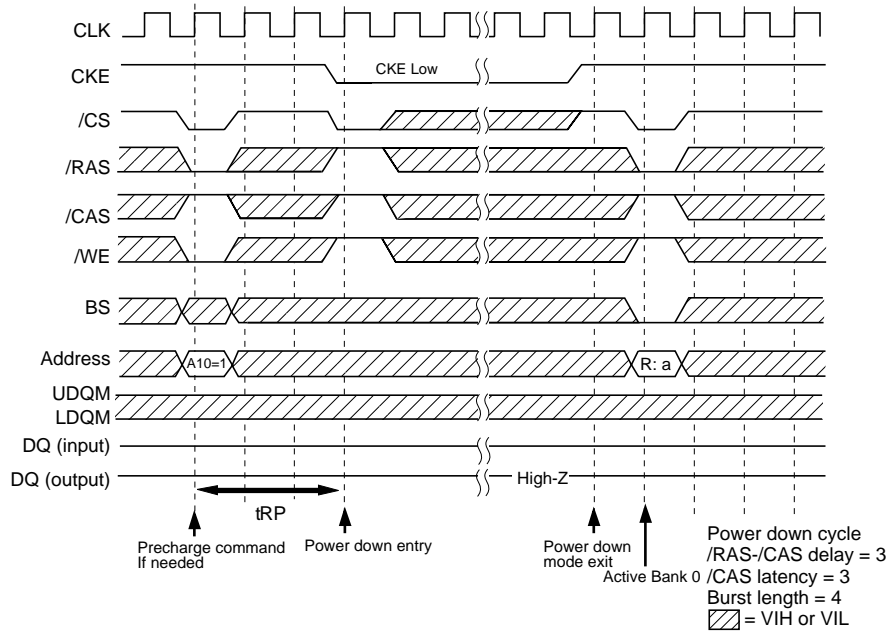 CLK
CKE
CKE Low
/CS
/RAS
/CAS
/WE
BS
Address
A10=1
R: a
UDQM
LDQM
DQ (input)
DQ (output)
High-Z
tRP
Precharge command
If needed
Power down entry
Power down
mode exit
Active Bank 0
Power down cycle
/RAS-/CAS delay = 3
/CAS latency = 3
Burst length = 4
= VIH or VIL